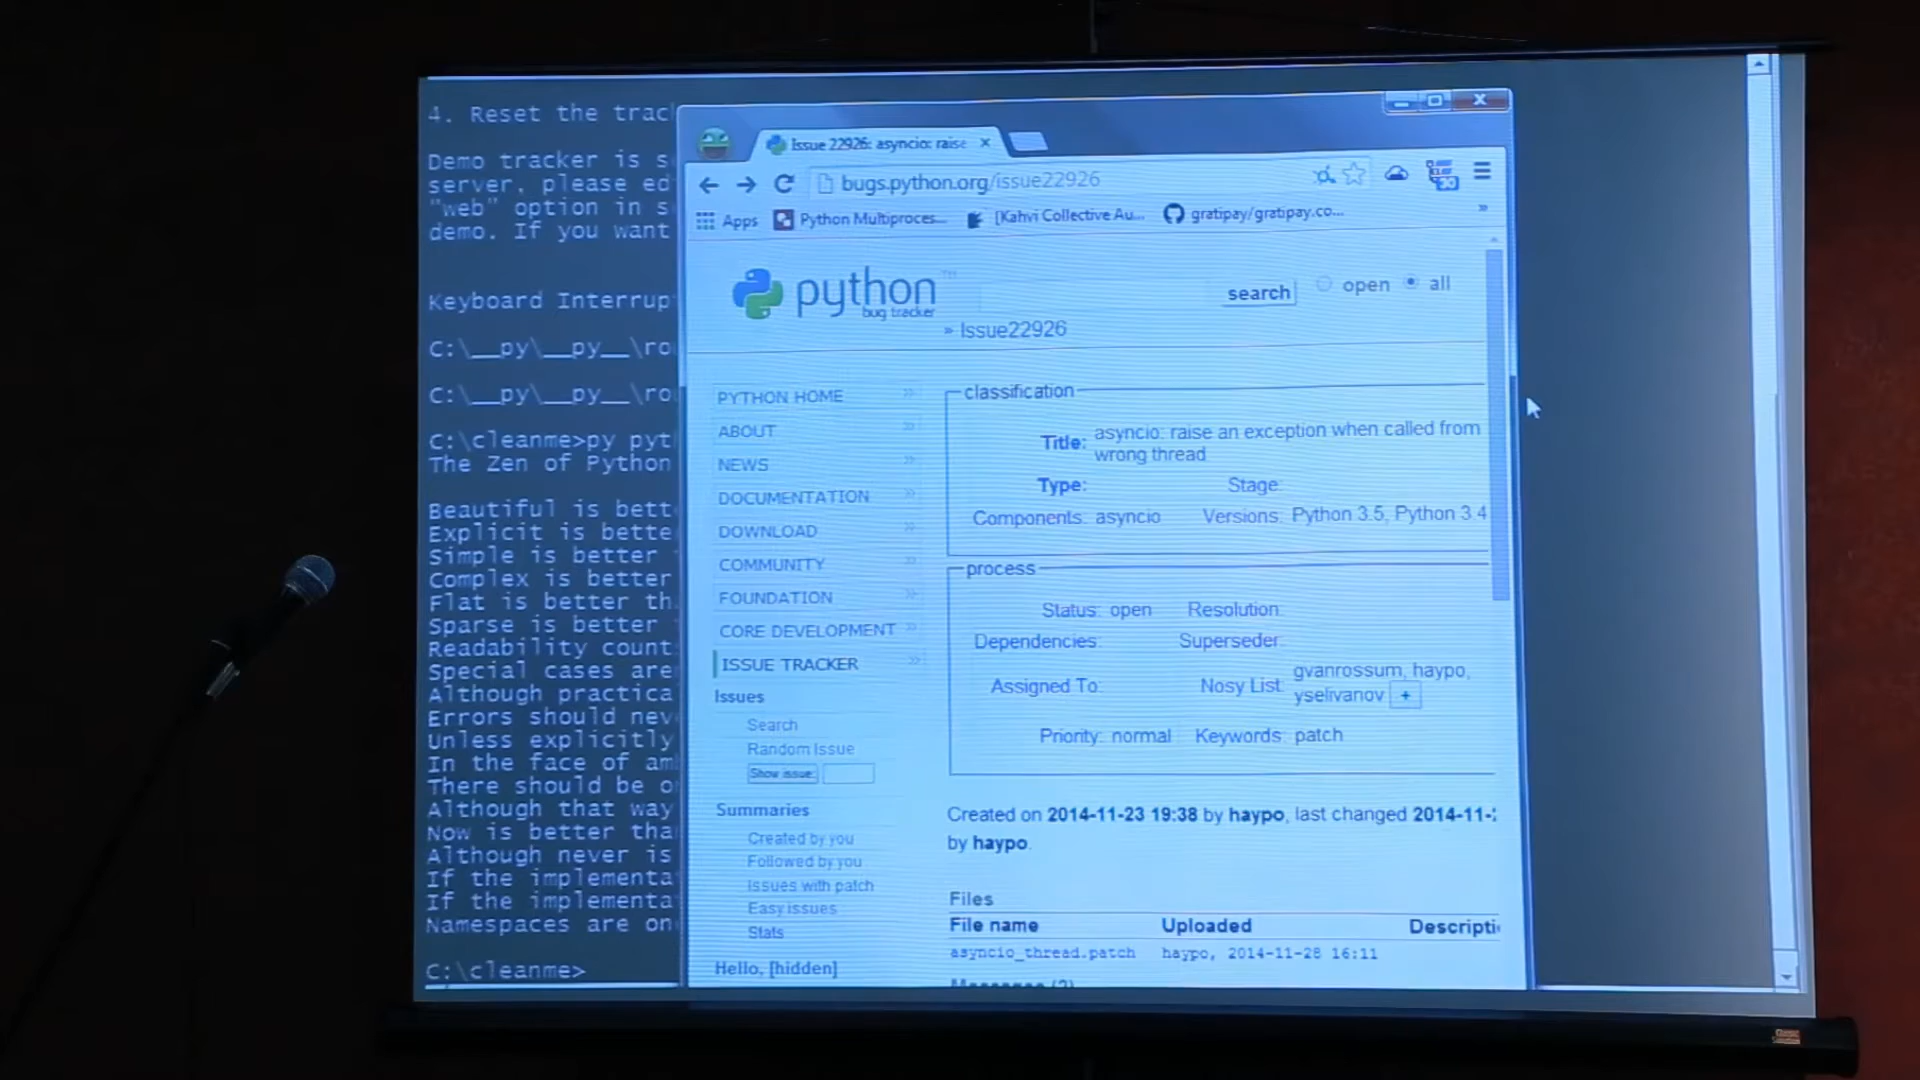 4. Reset the trac
Demo tracker is s
server, please ed
"web" option in s
demo. If you want
Keyboard Interrup
C:\__py\__py__\ro
C:\__py\__py__\ro
C:\cleanme>py pyt
The Zen of Python
Beautiful is bett
Explicit is bette
Simple is better
Complex is better
Flat is better th
Sparse is better
Readability count
Special cases are
Although practica
Errors should nev
Unless explicitly
In the face of am
There should be o
Although that way
Now is better tha
Although never is
If the implementa
If the implementa
Namespaces are on
C:\cleanme>
Issue 22926: asyncio: raise
bugs.python.org/issue22926
Apps Python Multiproces... [Kahvi Collective Au... gratipay/gratipay.co... »
python™
bug tracker
search open all
» Issue22926
PYTHON HOME »
ABOUT »
NEWS »
DOCUMENTATION »
DOWNLOAD »
COMMUNITY »
FOUNDATION »
CORE DEVELOPMENT »
ISSUE TRACKER »
Issues
Search
Random Issue
Show issue:
Summaries
Created by you
Followed by you
Issues with patch
Easy issues
Stats
Hello, [hidden]
classification
Title: asyncio: raise an exception when called from
wrong thread
Type: Stage:
Components: asyncio Versions: Python 3.5, Python 3.4
process
Status: open Resolution:
Dependencies: Superseder:
Assigned To: Nosy List: gvanrossum, haypo,
yselivanov +
Priority: normal Keywords: patch
Created on 2014-11-23 19:38 by haypo, last changed 2014-11-
by haypo.
Files
File name Uploaded Descripti
asyncio_thread.patch haypo, 2014-11-28 16:11